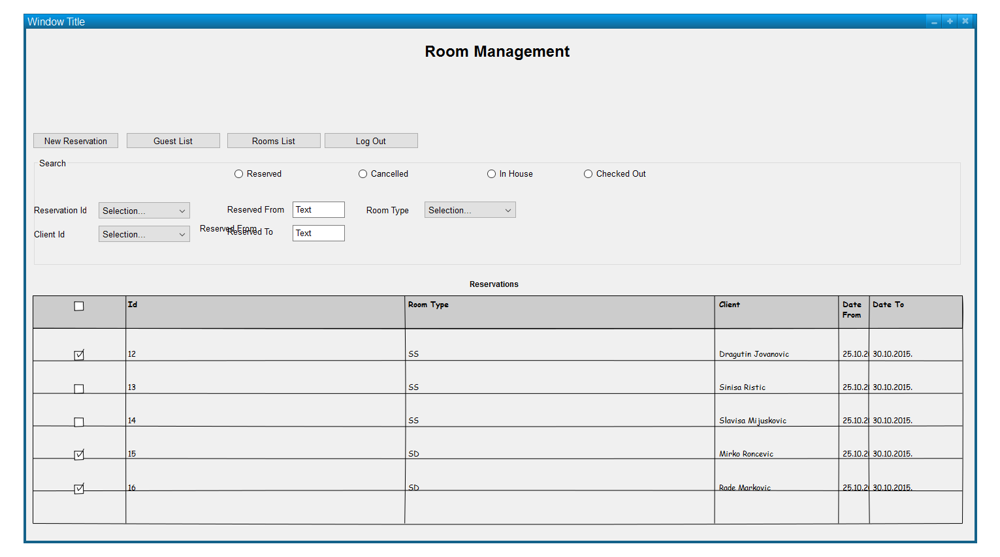 Window Title
Room Management
New Reservation Guest List Rooms List Log Out
Search
Reserved Cancelled In House Checked Out
Reservation Id Selection... Reserved From Text Room Type Selection...
Client Id Selection... Reserved From Reserved To Text
Reservations
Id Room Type Client Date From Date To
12 SS Dragutin Jovanovic 25.10.2 30.10.2015.
13 SS Sinisa Ristic 25.10.2 30.10.2015.
14 SS Slavisa Mijuskovic 25.10.2 30.10.2015.
15 SD Mirko Roncevic 25.10.2 30.10.2015.
16 SD Rade Markovic 25.10.2 30.10.2015.